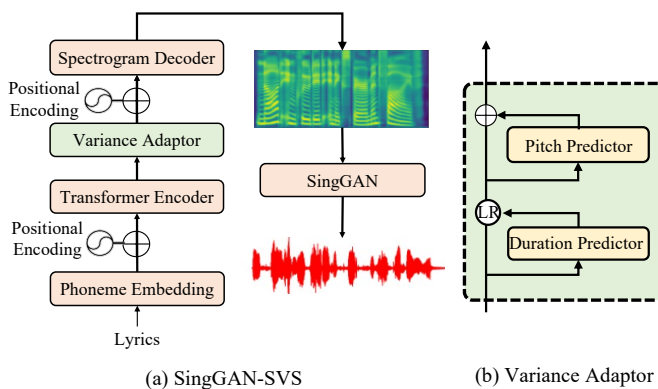 Spectrogram Decoder
Positional
Encoding
Variance Adaptor
Transformer Encoder
Positional
Encoding
Phoneme Embedding
Lyrics
SingGAN
(a) SingGAN-SVS
Pitch Predictor
LR
Duration Predictor
(b) Variance Adaptor